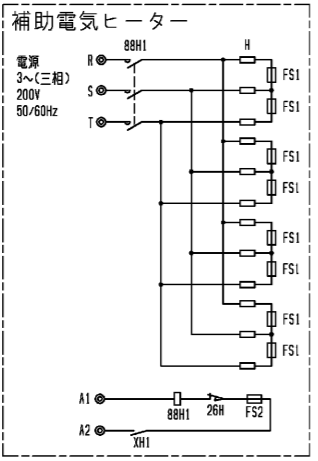 補助電気ヒーター
88H1
H
電源
3~(三相)
200V
50/60Hz
R
S
T
FS1
FS1
FS1
FS1
FS1
FS1
FS1
FS1
A1
88H1
26H
FS2
A2
XH1